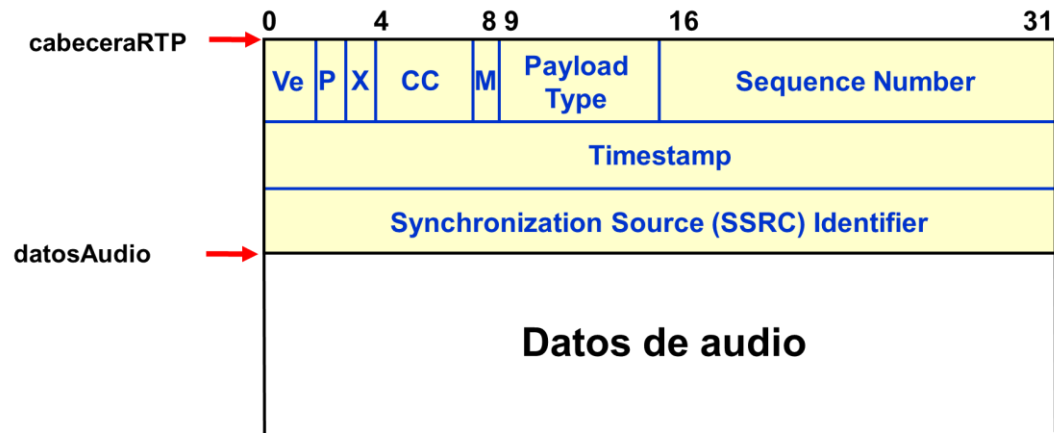 0 4 8 9 16 31
cabeceraRTP
Ve P X CC M Payload Type Sequence Number
Timestamp
Synchronization Source (SSRC) Identifier
datosAudio
Datos de audio